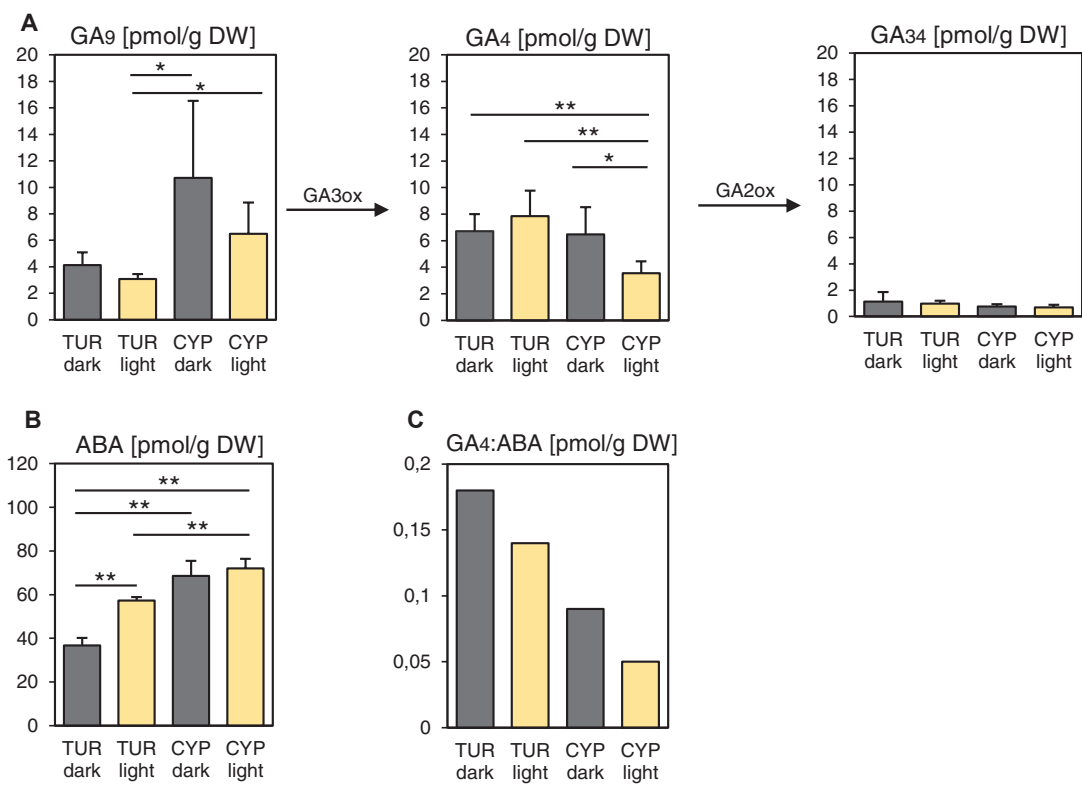 A
GA9 [pmol/g DW]
20
18
16
14
12
10
8
6
4
2
0
*
*
TUR dark
TUR light
CYP dark
CYP light
GA3ox
GA4 [pmol/g DW]
20
18
16
14
12
10
8
6
4
2
0
**
**
*
TUR dark
TUR light
CYP dark
CYP light
GA2ox
GA34 [pmol/g DW]
20
18
16
14
12
10
8
6
4
2
0
TUR dark
TUR light
CYP dark
CYP light
B
ABA [pmol/g DW]
120
100
80
60
40
20
0
**
**
**
**
TUR dark
TUR light
CYP dark
CYP light
C
GA4:ABA [pmol/g DW]
0,2
0,15
0,1
0,05
0
TUR dark
TUR light
CYP dark
CYP light